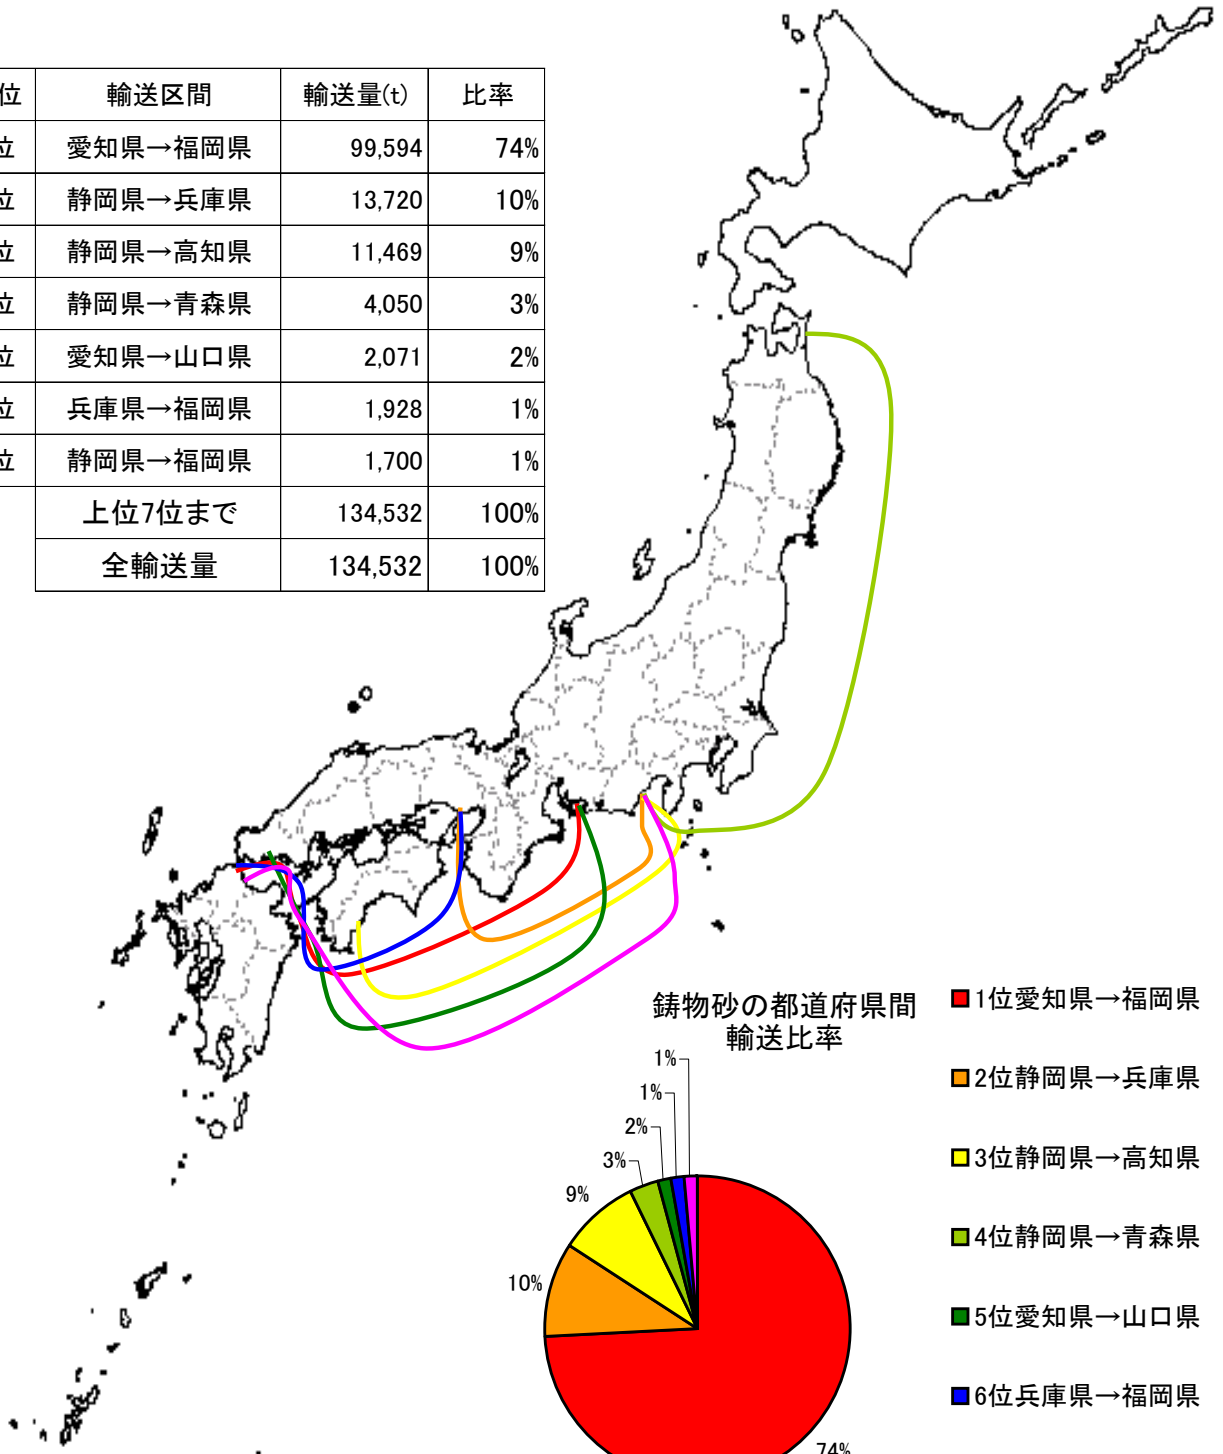 位 輸送区間 輸送量(t) 比率
位 愛知県→福岡県 99,594 74%
位 静岡県→兵庫県 13,720 10%
位 静岡県→高知県 11,469 9%
位 静岡県→青森県 4,050 3%
位 愛知県→山口県 2,071 2%
位 兵庫県→福岡県 1,928 1%
位 静岡県→福岡県 1,700 1%
上位7位まで 134,532 100%
全輸送量 134,532 100%
鋳物砂の都道府県間
輸送比率
1%
1%
2%
3%
9%
10%
74%
1位愛知県→福岡県
2位静岡県→兵庫県
3位静岡県→高知県
4位静岡県→青森県
5位愛知県→山口県
6位兵庫県→福岡県